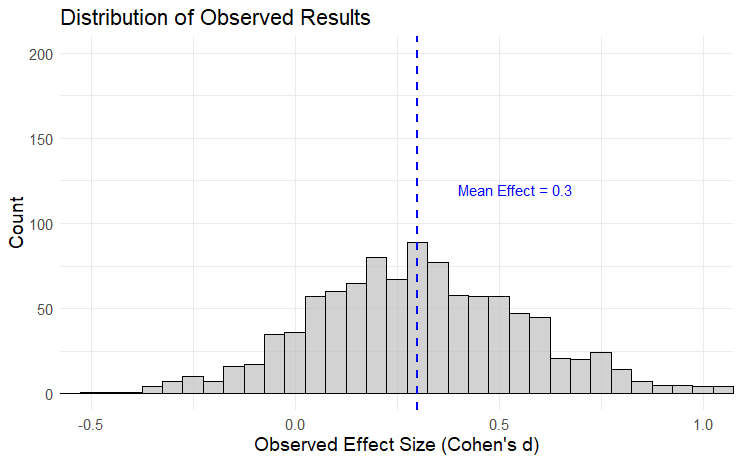 Distribution of Observed Results
200
150
100
50
0
Count
Mean Effect = 0.3
-0.5
0.0
0.5
1.0
Observed Effect Size (Cohen's d)